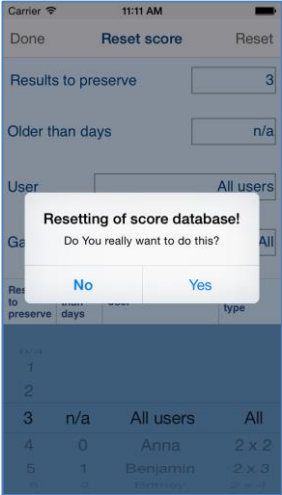 Carrier 11:11 AM
Done Reset score Reset
Results to preserve 3
Older than days n/a
User All users
Resetting of score database!
Do You really want to do this?
All
No Yes
to
preserve days type
1
2
3 n/a All users All
4 0 Anna 2 x 2
5 1 Benjamin 2 x 3